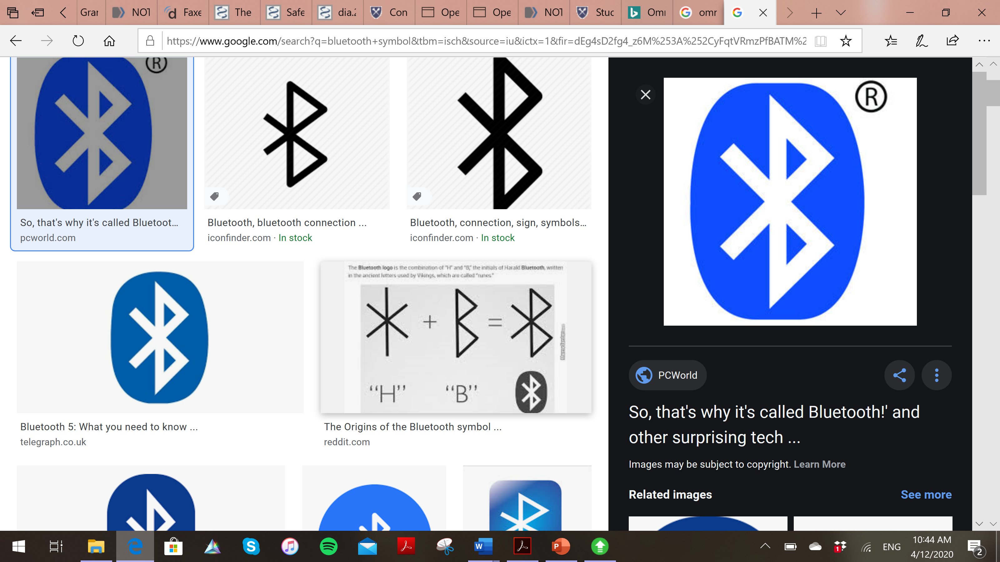 Grar
NOT
Faxe
The
Safe
dia.2
Con
Ope
Ope
NOT
Stuc
Omr
omr
https://www.google.com/search?q=bluetooth+symbol&tbm=isch&source=iu&ictx=1&fir=dEg4sD2fg4_z6M%253A%252CyFqtVRmzPfBATM%2
®
So, that's why it's called Bluetoot...
pcworld.com
Bluetooth, bluetooth connection ...
iconfinder.com · In stock
Bluetooth, connection, sign, symbols...
iconfinder.com · In stock
Bluetooth 5: What you need to know ...
telegraph.co.uk
The Bluetooth logo is the combination of "H" and "B," the initials of Harald Bluetooth, written
in the ancient letters used by Vikings, which are called "runes."
+ =
“H” “B”
The Origins of the Bluetooth symbol ...
reddit.com
®
PCWorld
So, that's why it's called Bluetooth!' and
other surprising tech ...
Images may be subject to copyright. Learn More
Related images
See more
ENG
10:44 AM
4/12/2020
1
2